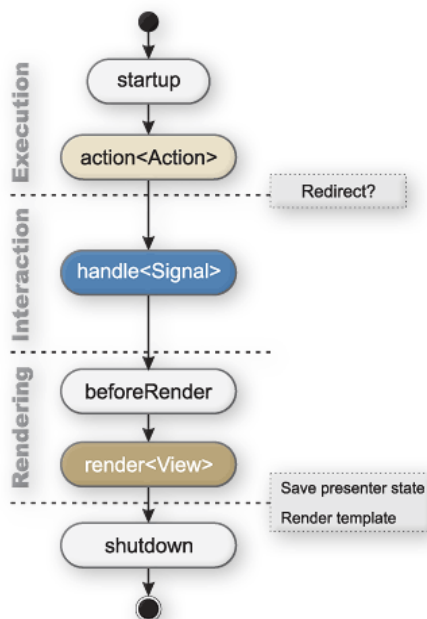 Execution
startup
action<Action>
Redirect?
Interaction
handle<Signal>
Rendering
beforeRender
render<View>
Save presenter state
Render template
shutdown